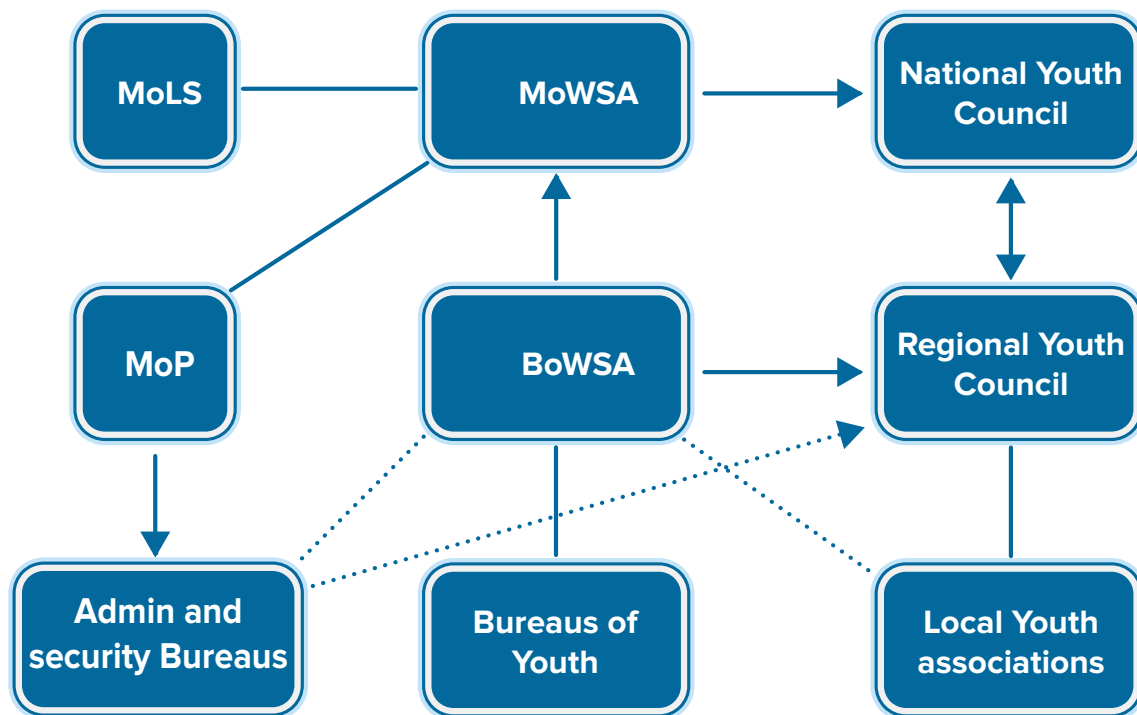 MoLS
MoWSA
National Youth
Council
MoP
BoWSA
Regional Youth
Council
Admin and
security Bureaus
Bureaus of
Youth
Local Youth
associations